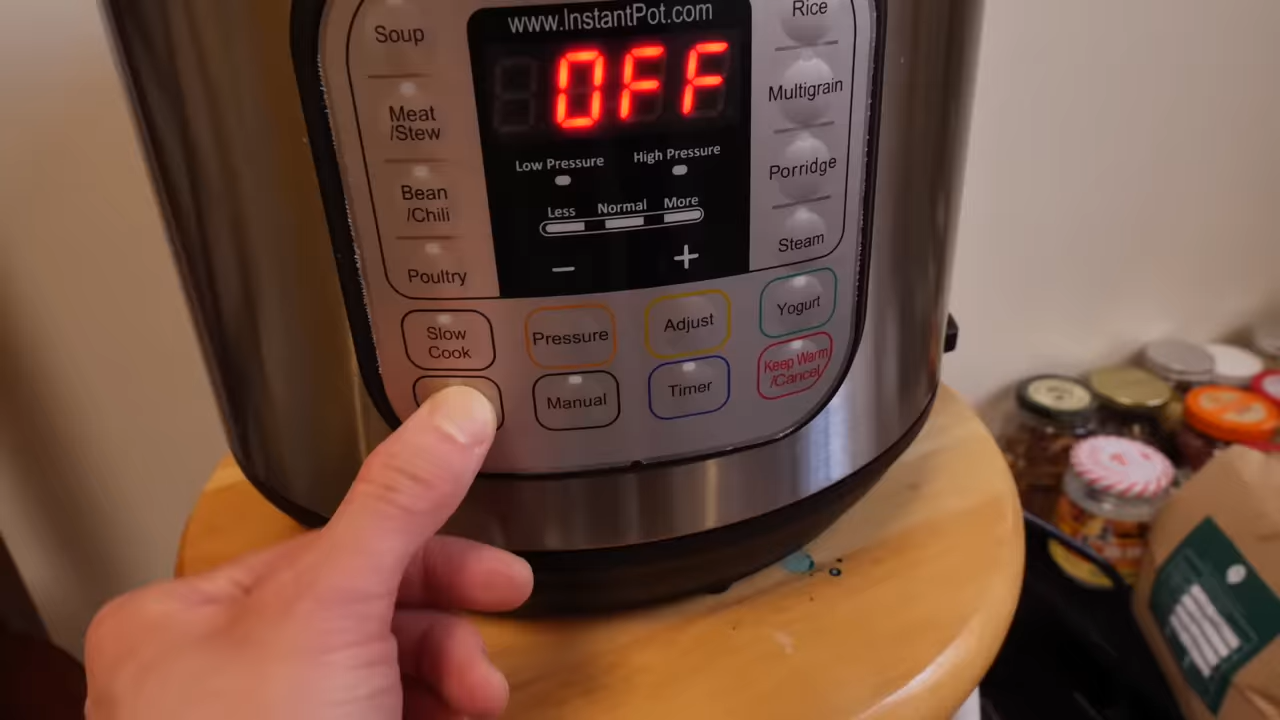 www.InstantPot.com
OFF
Low Pressure
High Pressure
Less
Normal
More
−
+
Soup
Meat
/Stew
Bean
/Chili
Poultry
Rice
Multigrain
Porridge
Steam
Slow
Cook
Pressure
Adjust
Yogurt
Manual
Timer
Keep Warm
/Cancel